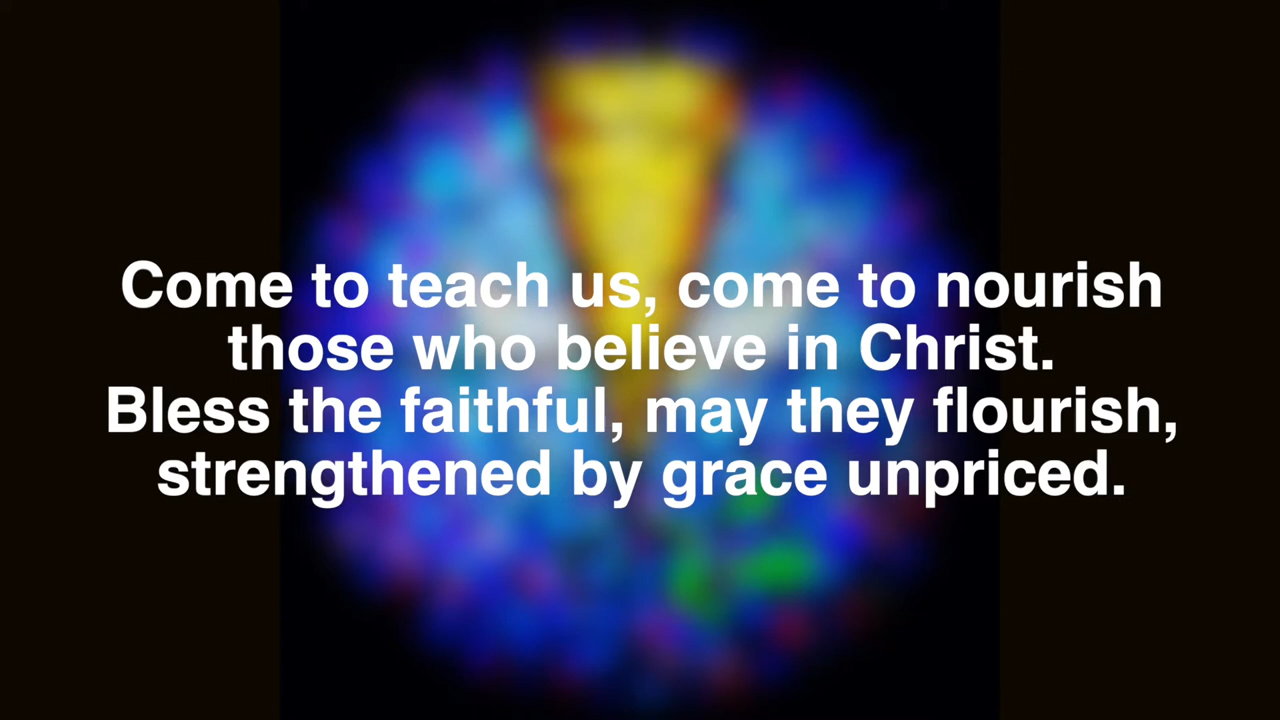 Come to teach us, come to nourish
those who believe in Christ.
Bless the faithful, may they flourish,
strengthened by grace unpriced.